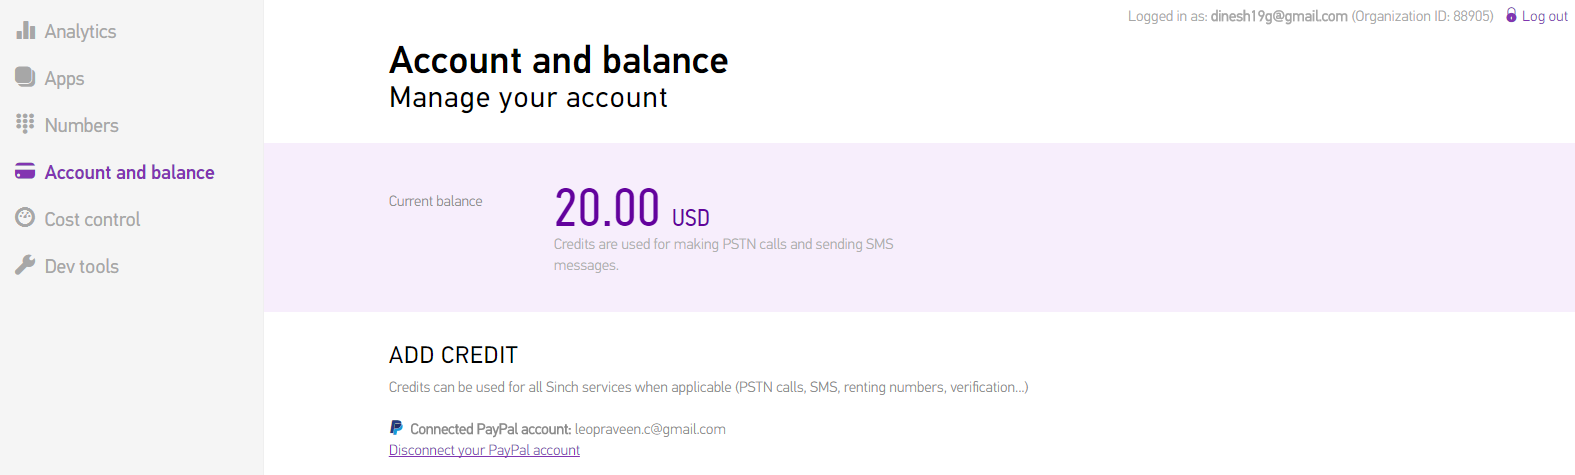 Logged in as: dinesh19g@gmail.com (Organization ID: 88905) Log out
Analytics
Apps
Numbers
Account and balance
Cost control
Dev tools
Account and balance
Manage your account
Current balance
20.00 USD
Credits are used for making PSTN calls and sending SMS
messages.
ADD CREDIT
Credits can be used for all Sinch services when applicable (PSTN calls, SMS, renting numbers, verification...)
Connected PayPal account: leopraveen.c@gmail.com
Disconnect your PayPal account